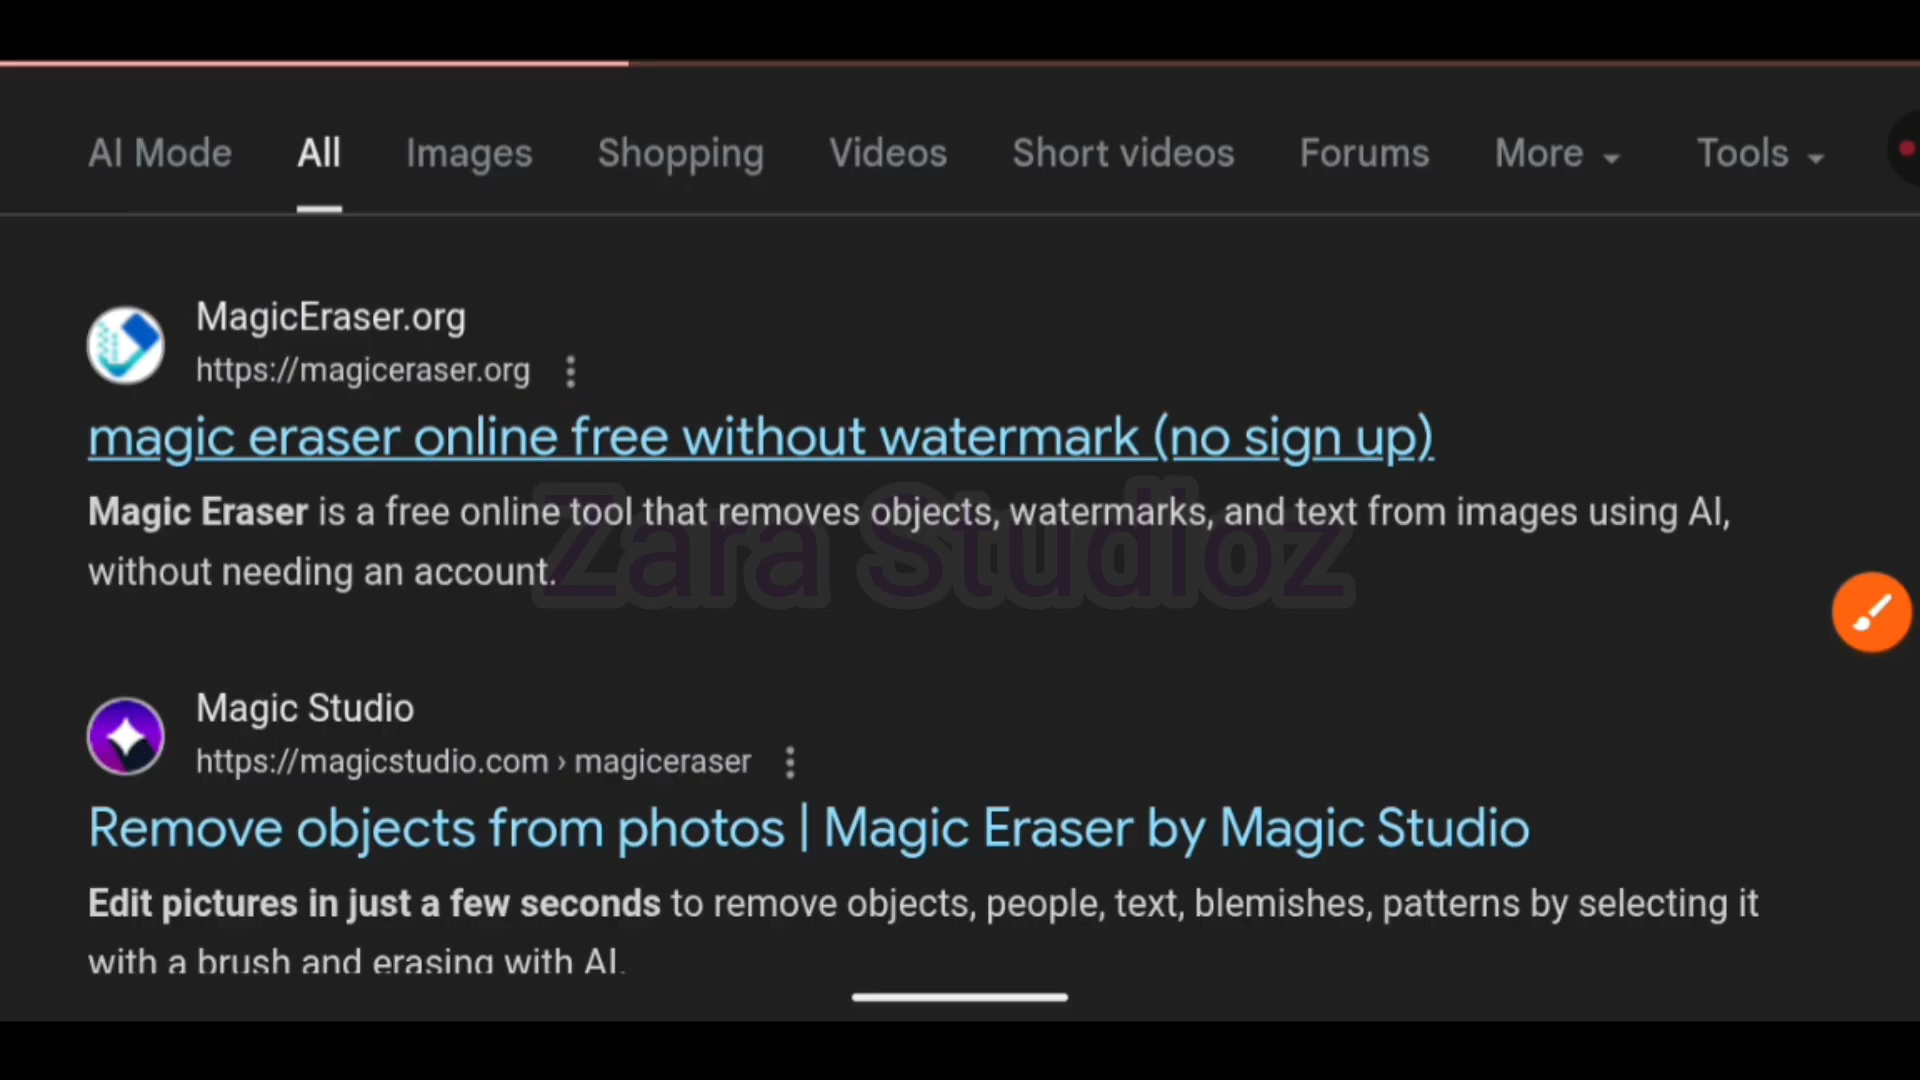 AI Mode All Images Shopping Videos Short videos Forums More Tools
MagicEraser.org
https://magiceraser.org
magic eraser online free without watermark (no sign up)
Magic Eraser is a free online tool that removes objects, watermarks, and text from images using AI,
without needing an account.
Zara Studioz
Magic Studio
https://magicstudio.com › magiceraser
Remove objects from photos | Magic Eraser by Magic Studio
Edit pictures in just a few seconds to remove objects, people, text, blemishes, patterns by selecting it
with a brush and erasing with AI.